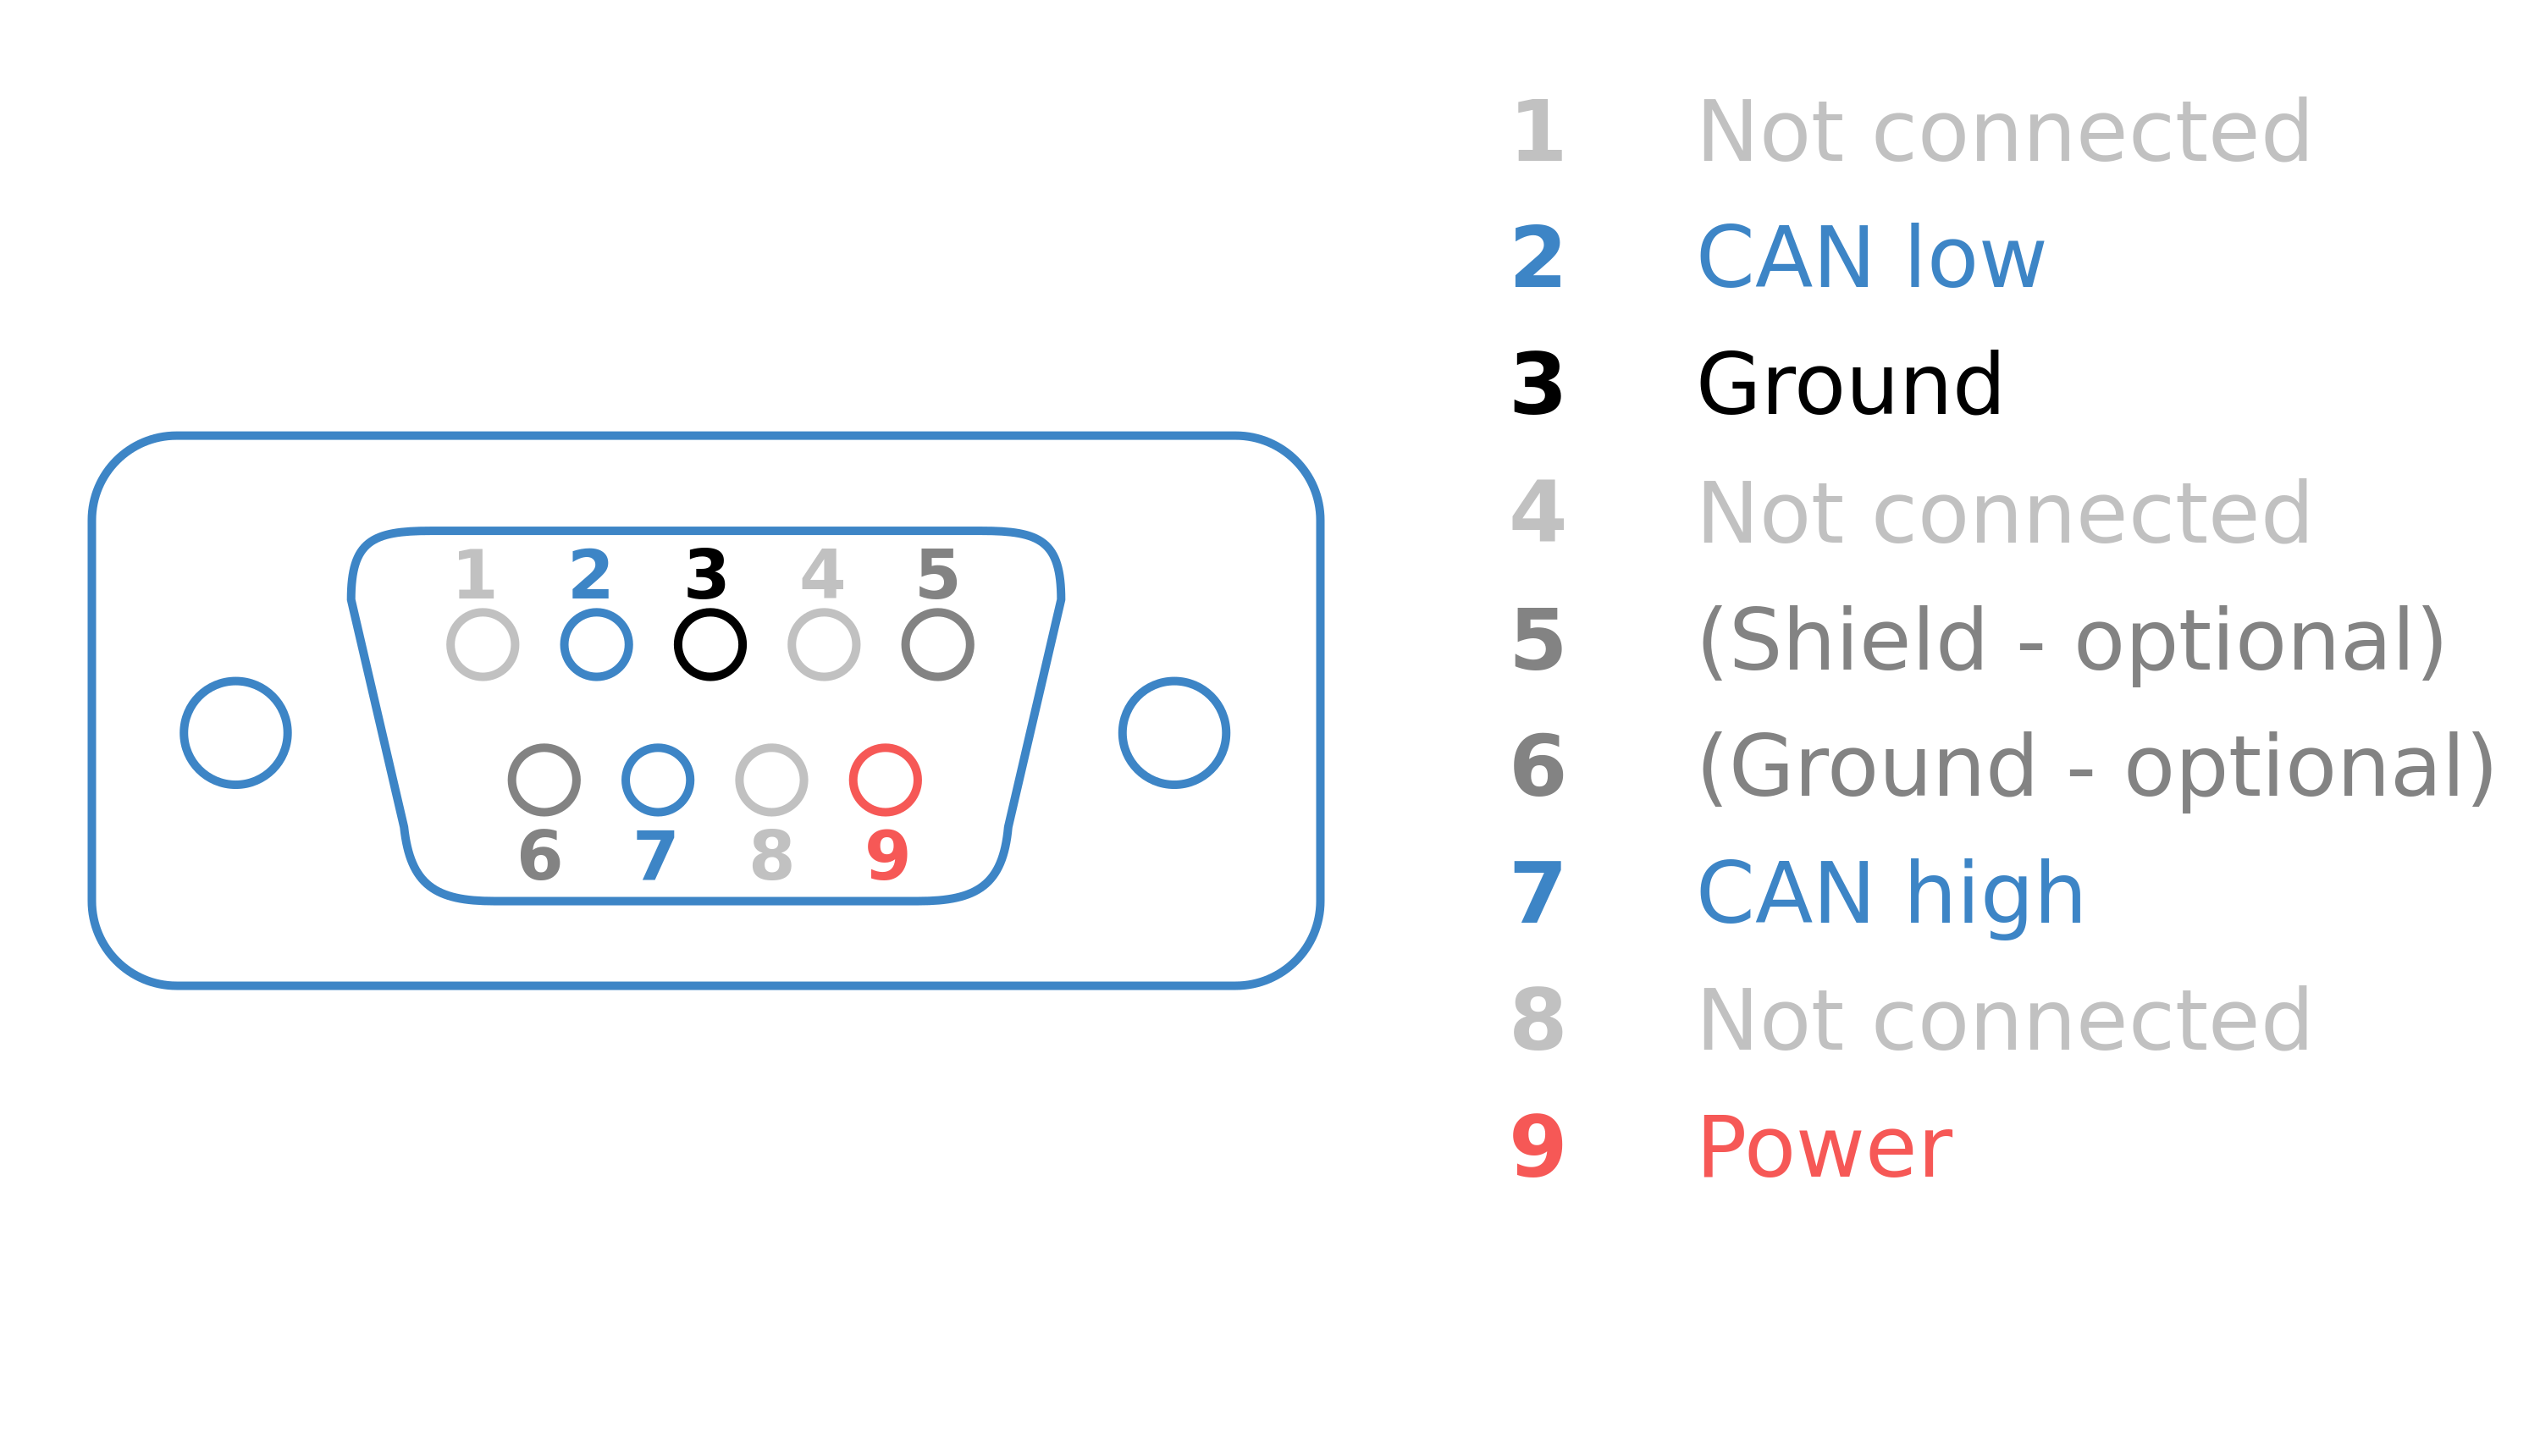 1 2 3 4 5
6 7 8 9
1 Not connected
2 CAN low
3 Ground
4 Not connected
5 (Shield - optional)
6 (Ground - optional)
7 CAN high
8 Not connected
9 Power